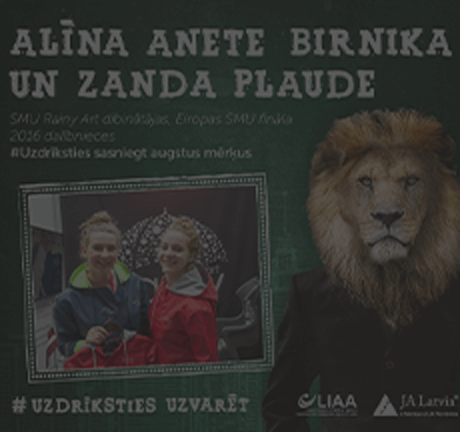 ALĪNA ANETE BIRNIKA
UN ZANDA PLAUDE
SMU Rainy Art dibinātājas, Eiropas SMU fināla
2016 dalībnieces
#Uzdrīksties sasniegt augstus mērķus
# UZDRĪKSTIES UZVARĒT
LIAA
JA Latvia